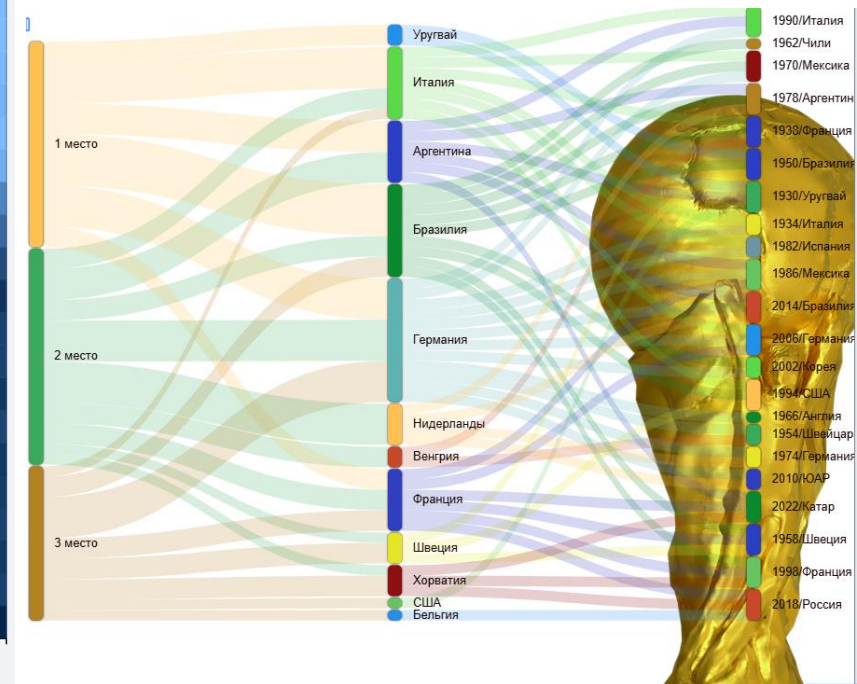 1 место
2 место
3 место
Уругвай
Италия
Аргентина
Бразилия
Германия
Нидерланды
Венгрия
Франция
Швеция
Хорватия
США
Бельгия
1990/Италия
1962/Чили
1970/Мексика
1978/Аргентин
1938/Франция
1950/Бразилия
1930/Уругвай
1934/Италия
1982/Испания
1986/Мексика
2014/Бразилия
2006/Германия
2002/Корея
1994/США
1966/Англия
1954/Швейцар
1974/Германия
2010/ЮАР
2022/Катар
1958/Швеция
1998/Франция
2018/Россия